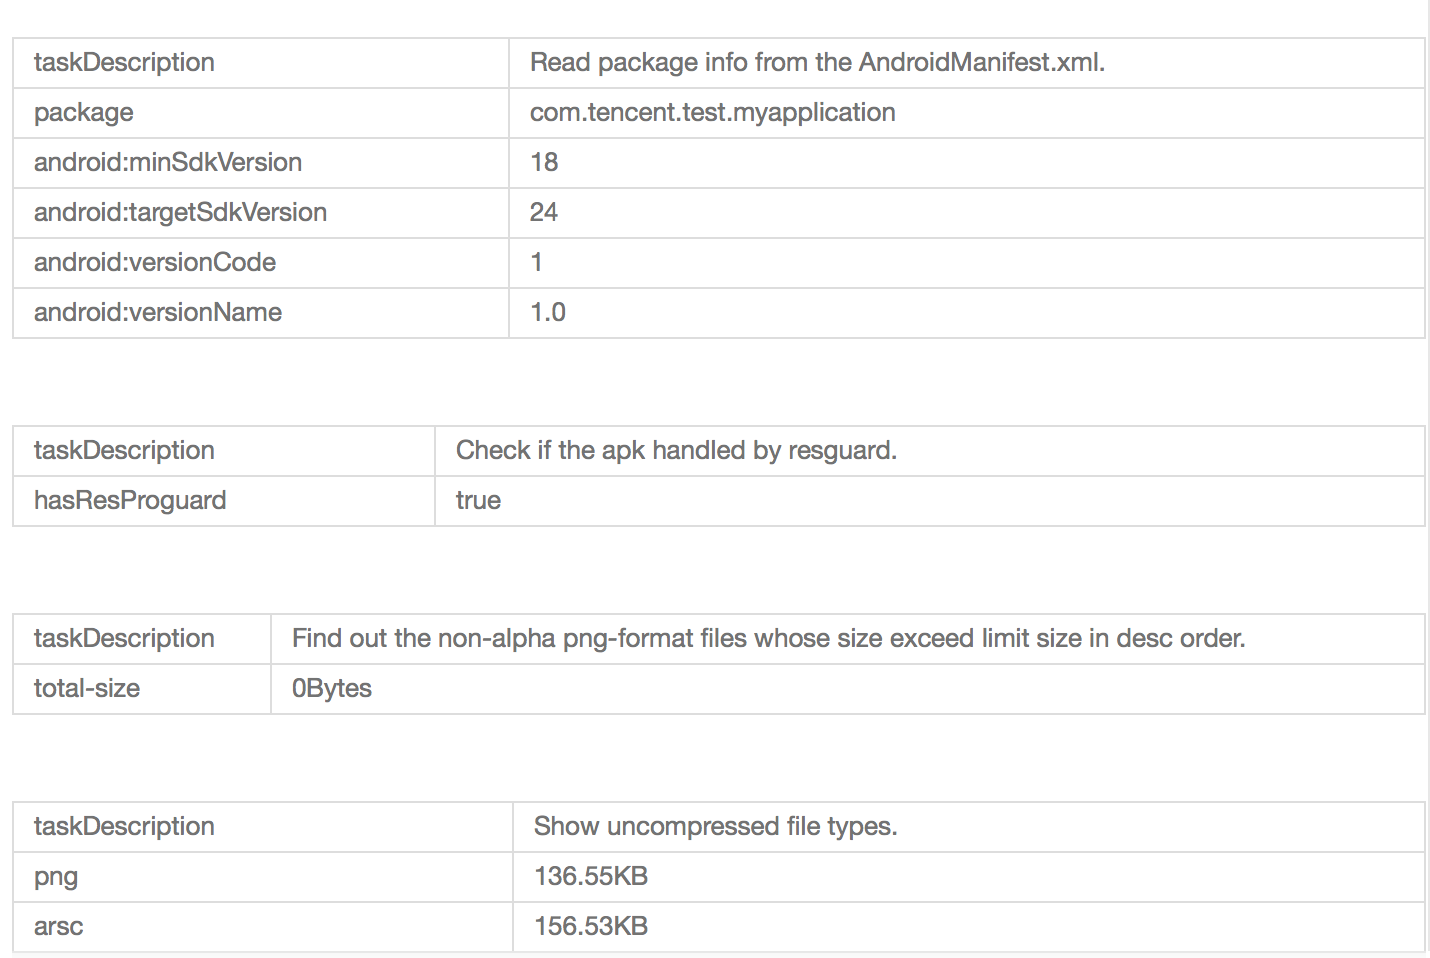 taskDescription Read package info from the AndroidManifest.xml.
package com.tencent.test.myapplication
android:minSdkVersion 18
android:targetSdkVersion 24
android:versionCode 1
android:versionName 1.0
taskDescription Check if the apk handled by resguard.
hasResProguard true
taskDescription Find out the non-alpha png-format files whose size exceed limit size in desc order.
total-size 0Bytes
taskDescription Show uncompressed file types.
png 136.55KB
arsc 156.53KB